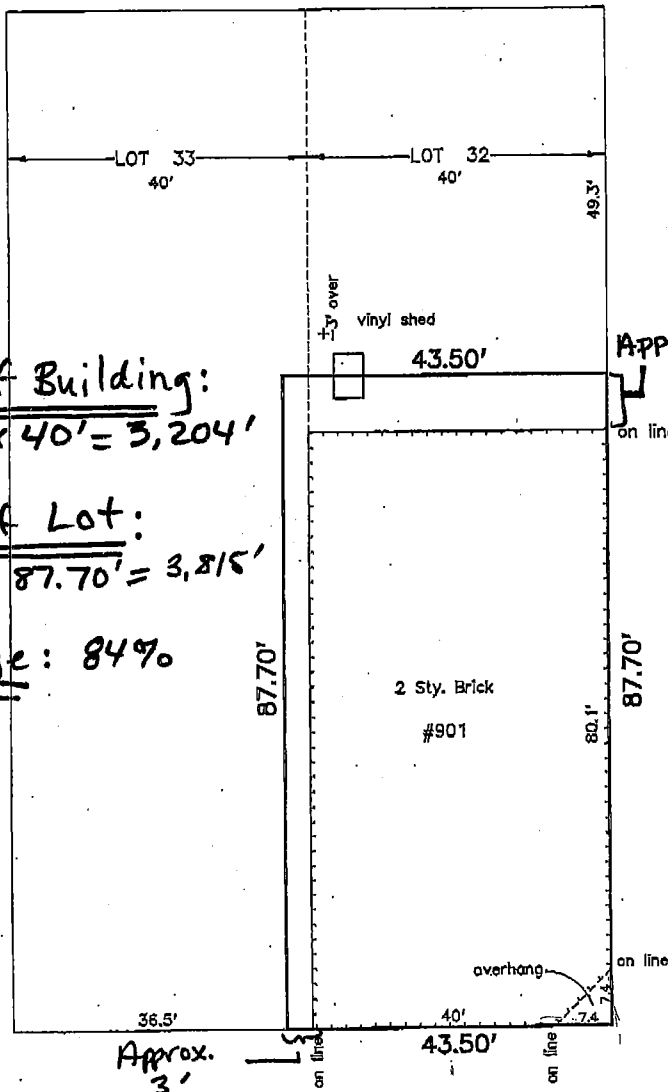 LOT 33
LOT 32
40'
40'
49.3'
±3' over
vinyl shed
43.50'
f Building:
40' = 3,204'
on lin
f Lot:
87.70' = 3,815'
e: 84%
87.70'
2 Sty. Brick
#901
80.1'
87.70'
overhang
on line
7.4
7.4
36.5'
40'
43.50'
Approx.
3'
on line
on line